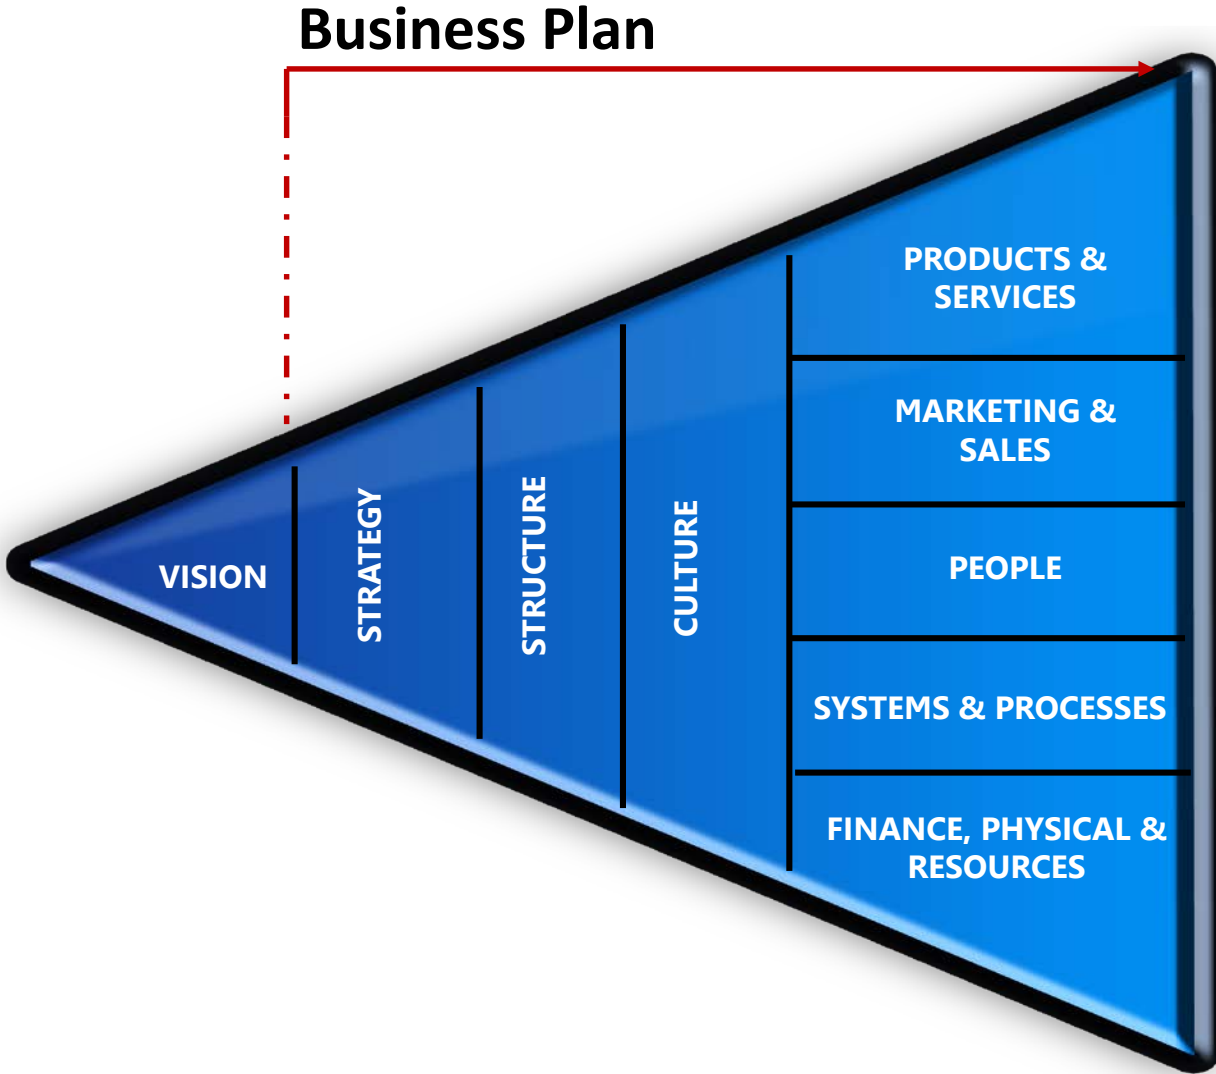 Business Plan
VISION
STRATEGY
STRUCTURE
CULTURE
PRODUCTS &
SERVICES
MARKETING &
SALES
PEOPLE
SYSTEMS & PROCESSES
FINANCE, PHYSICAL &
RESOURCES